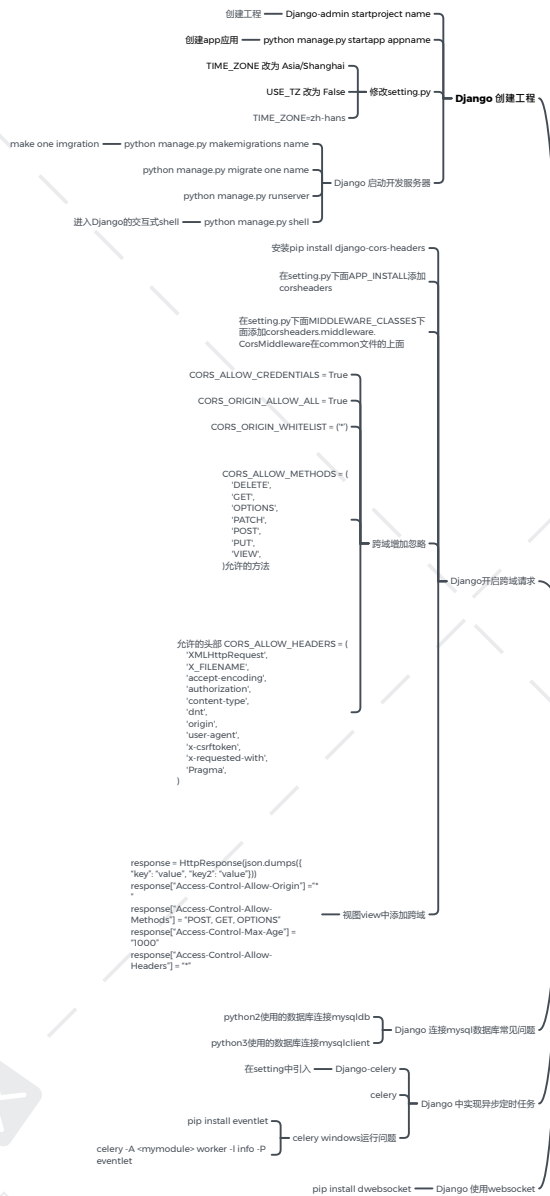 创建工程 Django-admin startproject name
创建app应用 python manage.py startapp appname
TIME_ZONE 改为 Asia/Shanghai
USE_TZ 改为 False 修改setting.py
Django 创建工程
TIME_ZONE=zh-hans
make one imgration python manage.py makemigrations name
python manage.py migrate one name
Django 启动开发服务器
python manage.py runserver
进入Django的交互式shell python manage.py shell
安装pip install django-cors-headers
在setting.py下面APP_INSTALL添加
corsheaders
在setting.py下面MIDDLEWARE_CLASSES下
面添加corsheaders.middleware.
CorsMiddleware在common文件的上面
CORS_ALLOW_CREDENTIALS = True
CORS_ORIGIN_ALLOW_ALL = True
CORS_ORIGIN_WHITELIST = ('*')
CORS_ALLOW_METHODS = (
'DELETE',
'GET',
'OPTIONS',
'PATCH',
'POST',
'PUT',
'VIEW',
)允许的方法
跨域增加忽略
Django开启跨域请求
允许的头部 CORS_ALLOW_HEADERS = (
'XMLHttpRequest',
'X_FILENAME',
'accept-encoding',
'authorization',
'content-type',
'dnt',
'origin',
'user-agent',
'x-csrftoken',
'x-requested-with',
'Pragma',
)
response = HttpResponse(json.dumps({
"key": "value", "key2": "value"}))
response["Access-Control-Allow-Origin"] ="*
"
response["Access-Control-Allow-
Methods"] = "POST, GET, OPTIONS"
response["Access-Control-Max-Age"] =
"1000"
response["Access-Control-Allow-
Headers"] = "*"
视图view中添加跨域
python2使用的数据库连接mysqldb
Django 连接mysql数据库常见问题
python3使用的数据库连接mysqlclient
在setting中引入 Django-celery
celery
Django 中实现异步定时任务
pip install eventlet
celery windows运行问题
celery -A <mymodule> worker -l info -P
eventlet
pip install dwebsocket Django 使用websocket